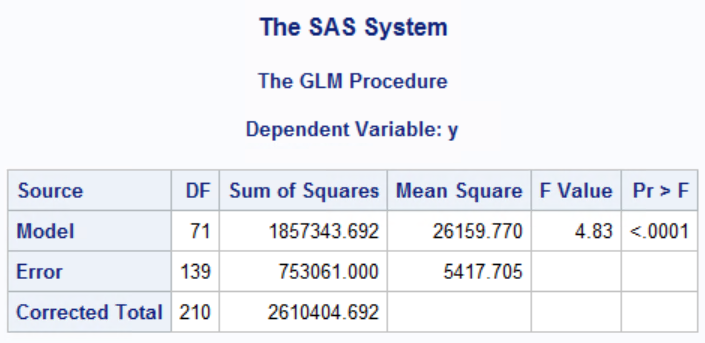 The SAS System
The GLM Procedure
Dependent Variable: y
Source DF Sum of Squares Mean Square F Value Pr > F
Model 71 1857343.692 26159.770 4.83 <.0001
Error 139 753061.000 5417.705
Corrected Total 210 2610404.692